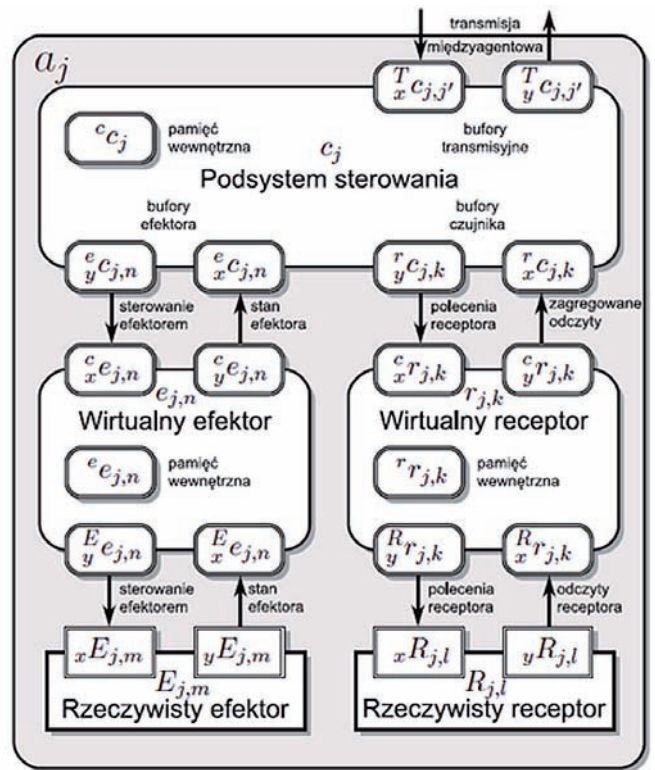 transmisja
międzyagentowa
a_j
^T_x c_{j,j'} ^T_y c_{j,j'}
^c c_j pamięć
wewnętrzna
bufory
transmisyjne
c_j
Podsystem sterowania
bufory
efektora
bufory
czujnika
^e_y c_{j,n} ^e_x c_{j,n} ^r_y c_{j,k} ^r_x c_{j,k}
sterowanie
efektorem
stan
efektora
polecenia
receptora
zagregowane
odczyty
^c_x e_{j,n} ^c_y e_{j,n} ^c_x r_{j,k} ^c_y r_{j,k}
e_{j,n} r_{j,k}
Wirtualny efektor
Wirtualny receptor
^e e_{j,n} pamięć
wewnętrzna
^r r_{j,k} pamięć
wewnętrzna
^E_y e_{j,n} ^E_x e_{j,n} ^R_y r_{j,k} ^R_x r_{j,k}
sterowanie
efektorem
stan
efektora
polecenia
receptora
odczyty
receptora
_x E_{j,m} _y E_{j,m} _x R_{j,l} _y R_{j,l}
E_{j,m} R_{j,l}
Rzeczywisty efektor
Rzeczywisty receptor